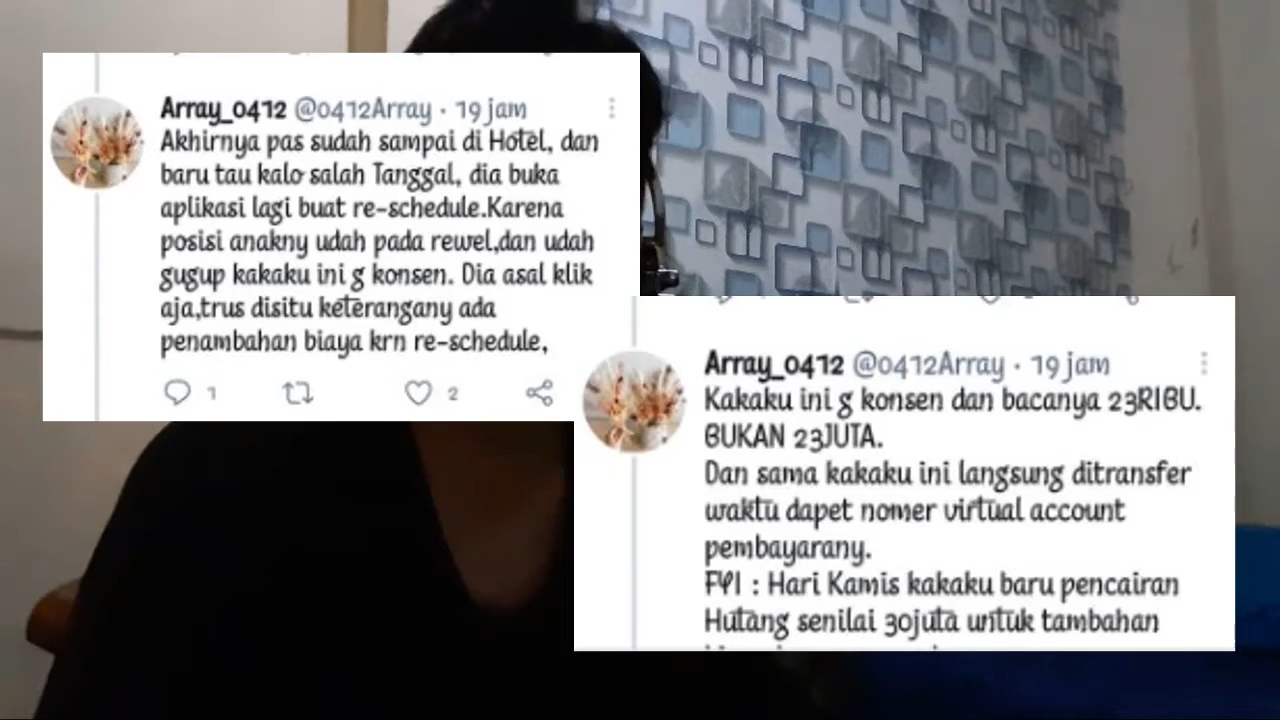 Array_0412 @0412Array · 19 jam
Akhirnya pas sudah sampai di Hotel, dan
baru tau kalo salah Tanggal, dia buka
aplikasi lagi buat re-schedule.Karena
posisi anakny udah pada rewel,dan udah
gugup kakaku ini g konsen. Dia asal klik
aja,trus disitu keterangany ada
penambahan biaya krn re-schedule,
1 2
Array_0412 @0412Array · 19 jam
Kakaku ini g konsen dan bacanya 23RIBU.
BUKAN 23JUTA.
Dan sama kakaku ini langsung ditransfer
waktu dapet nomer virtual account
pembayarany.
FYI : Hari Kamis kakaku baru pencairan
Hutang senilai 30juta untuk tambahan